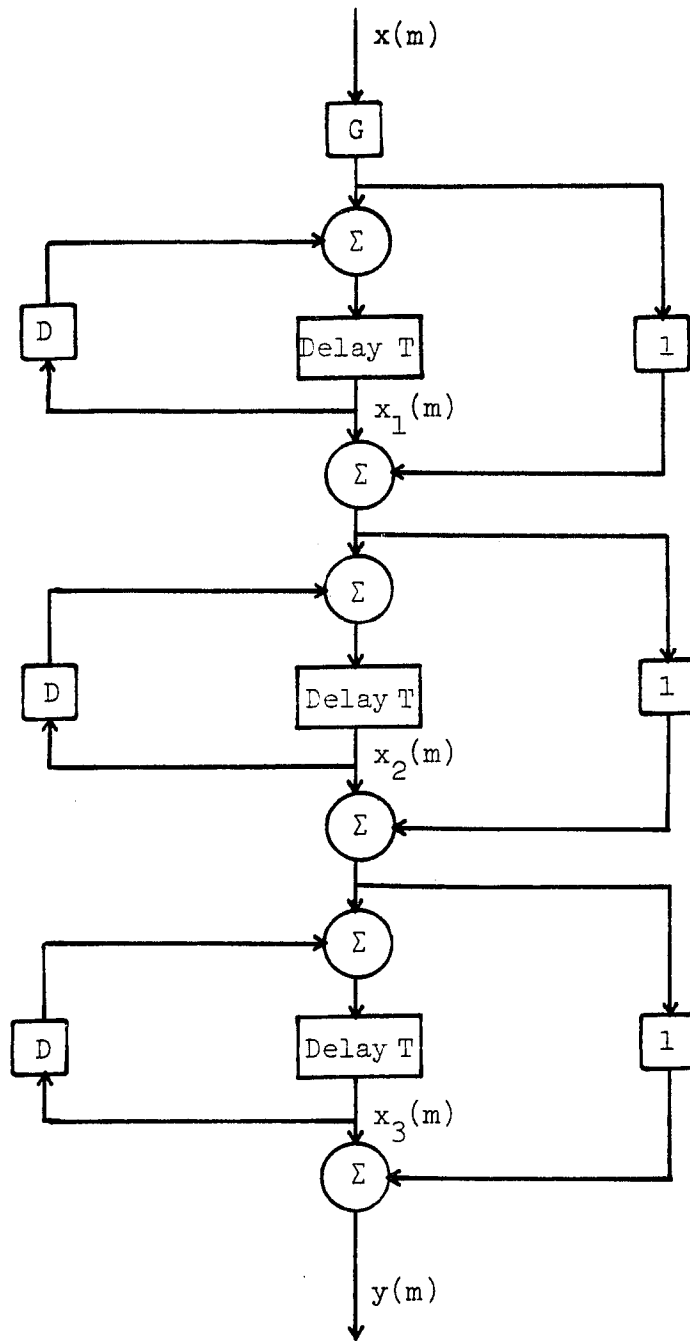 x(m)
G
Σ
D
Delay T
1
x₁(m)
Σ
Σ
D
Delay T
1
x₂(m)
Σ
Σ
D
Delay T
1
x₃(m)
Σ
y(m)